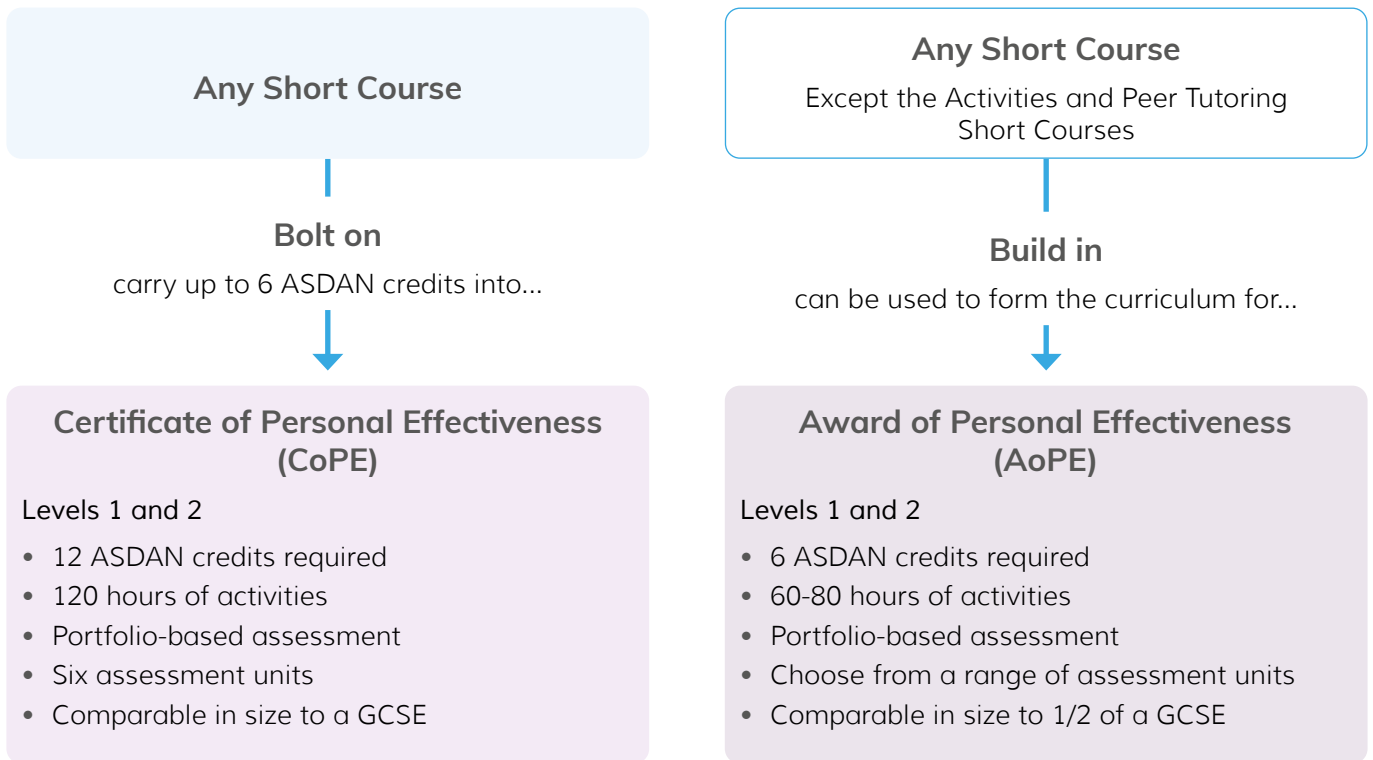 Any Short Course
Bolt on
carry up to 6 ASDAN credits into...
Certificate of Personal Effectiveness
(CoPE)
Levels 1 and 2
• 12 ASDAN credits required
• 120 hours of activities
• Portfolio-based assessment
• Six assessment units
• Comparable in size to a GCSE
Any Short Course
Except the Activities and Peer Tutoring
Short Courses
Build in
can be used to form the curriculum for...
Award of Personal Effectiveness
(AoPE)
Levels 1 and 2
• 6 ASDAN credits required
• 60-80 hours of activities
• Portfolio-based assessment
• Choose from a range of assessment units
• Comparable in size to 1/2 of a GCSE